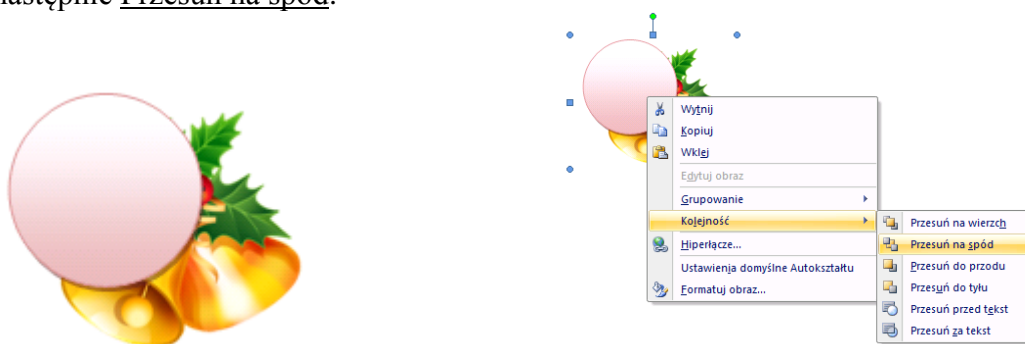 następnie Przesuń na spód.
Wytnij
Kopiuj
Wklej
Edytuj obraz
Grupowanie
Kolejność
Hiperłącze...
Ustawienia domyślne Autokształtu
Formatuj obraz...
Przesuń na wierzch
Przesuń na spód
Przesuń do przodu
Przesuń do tyłu
Przesuń przed tekst
Przesuń za tekst